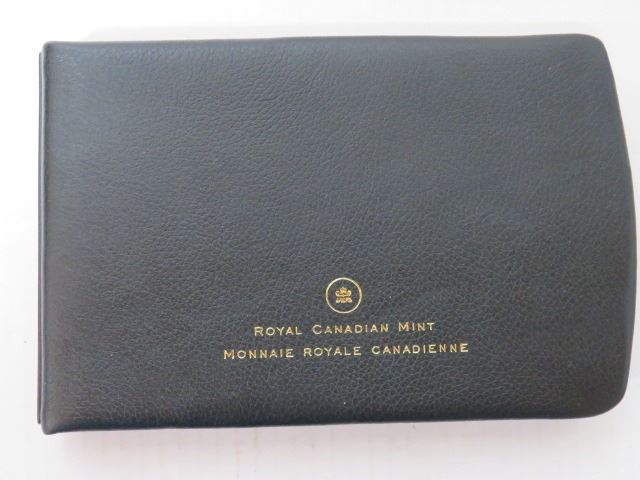 ROYAL CANADIAN MINT
MONNAIE ROYALE CANADIENNE